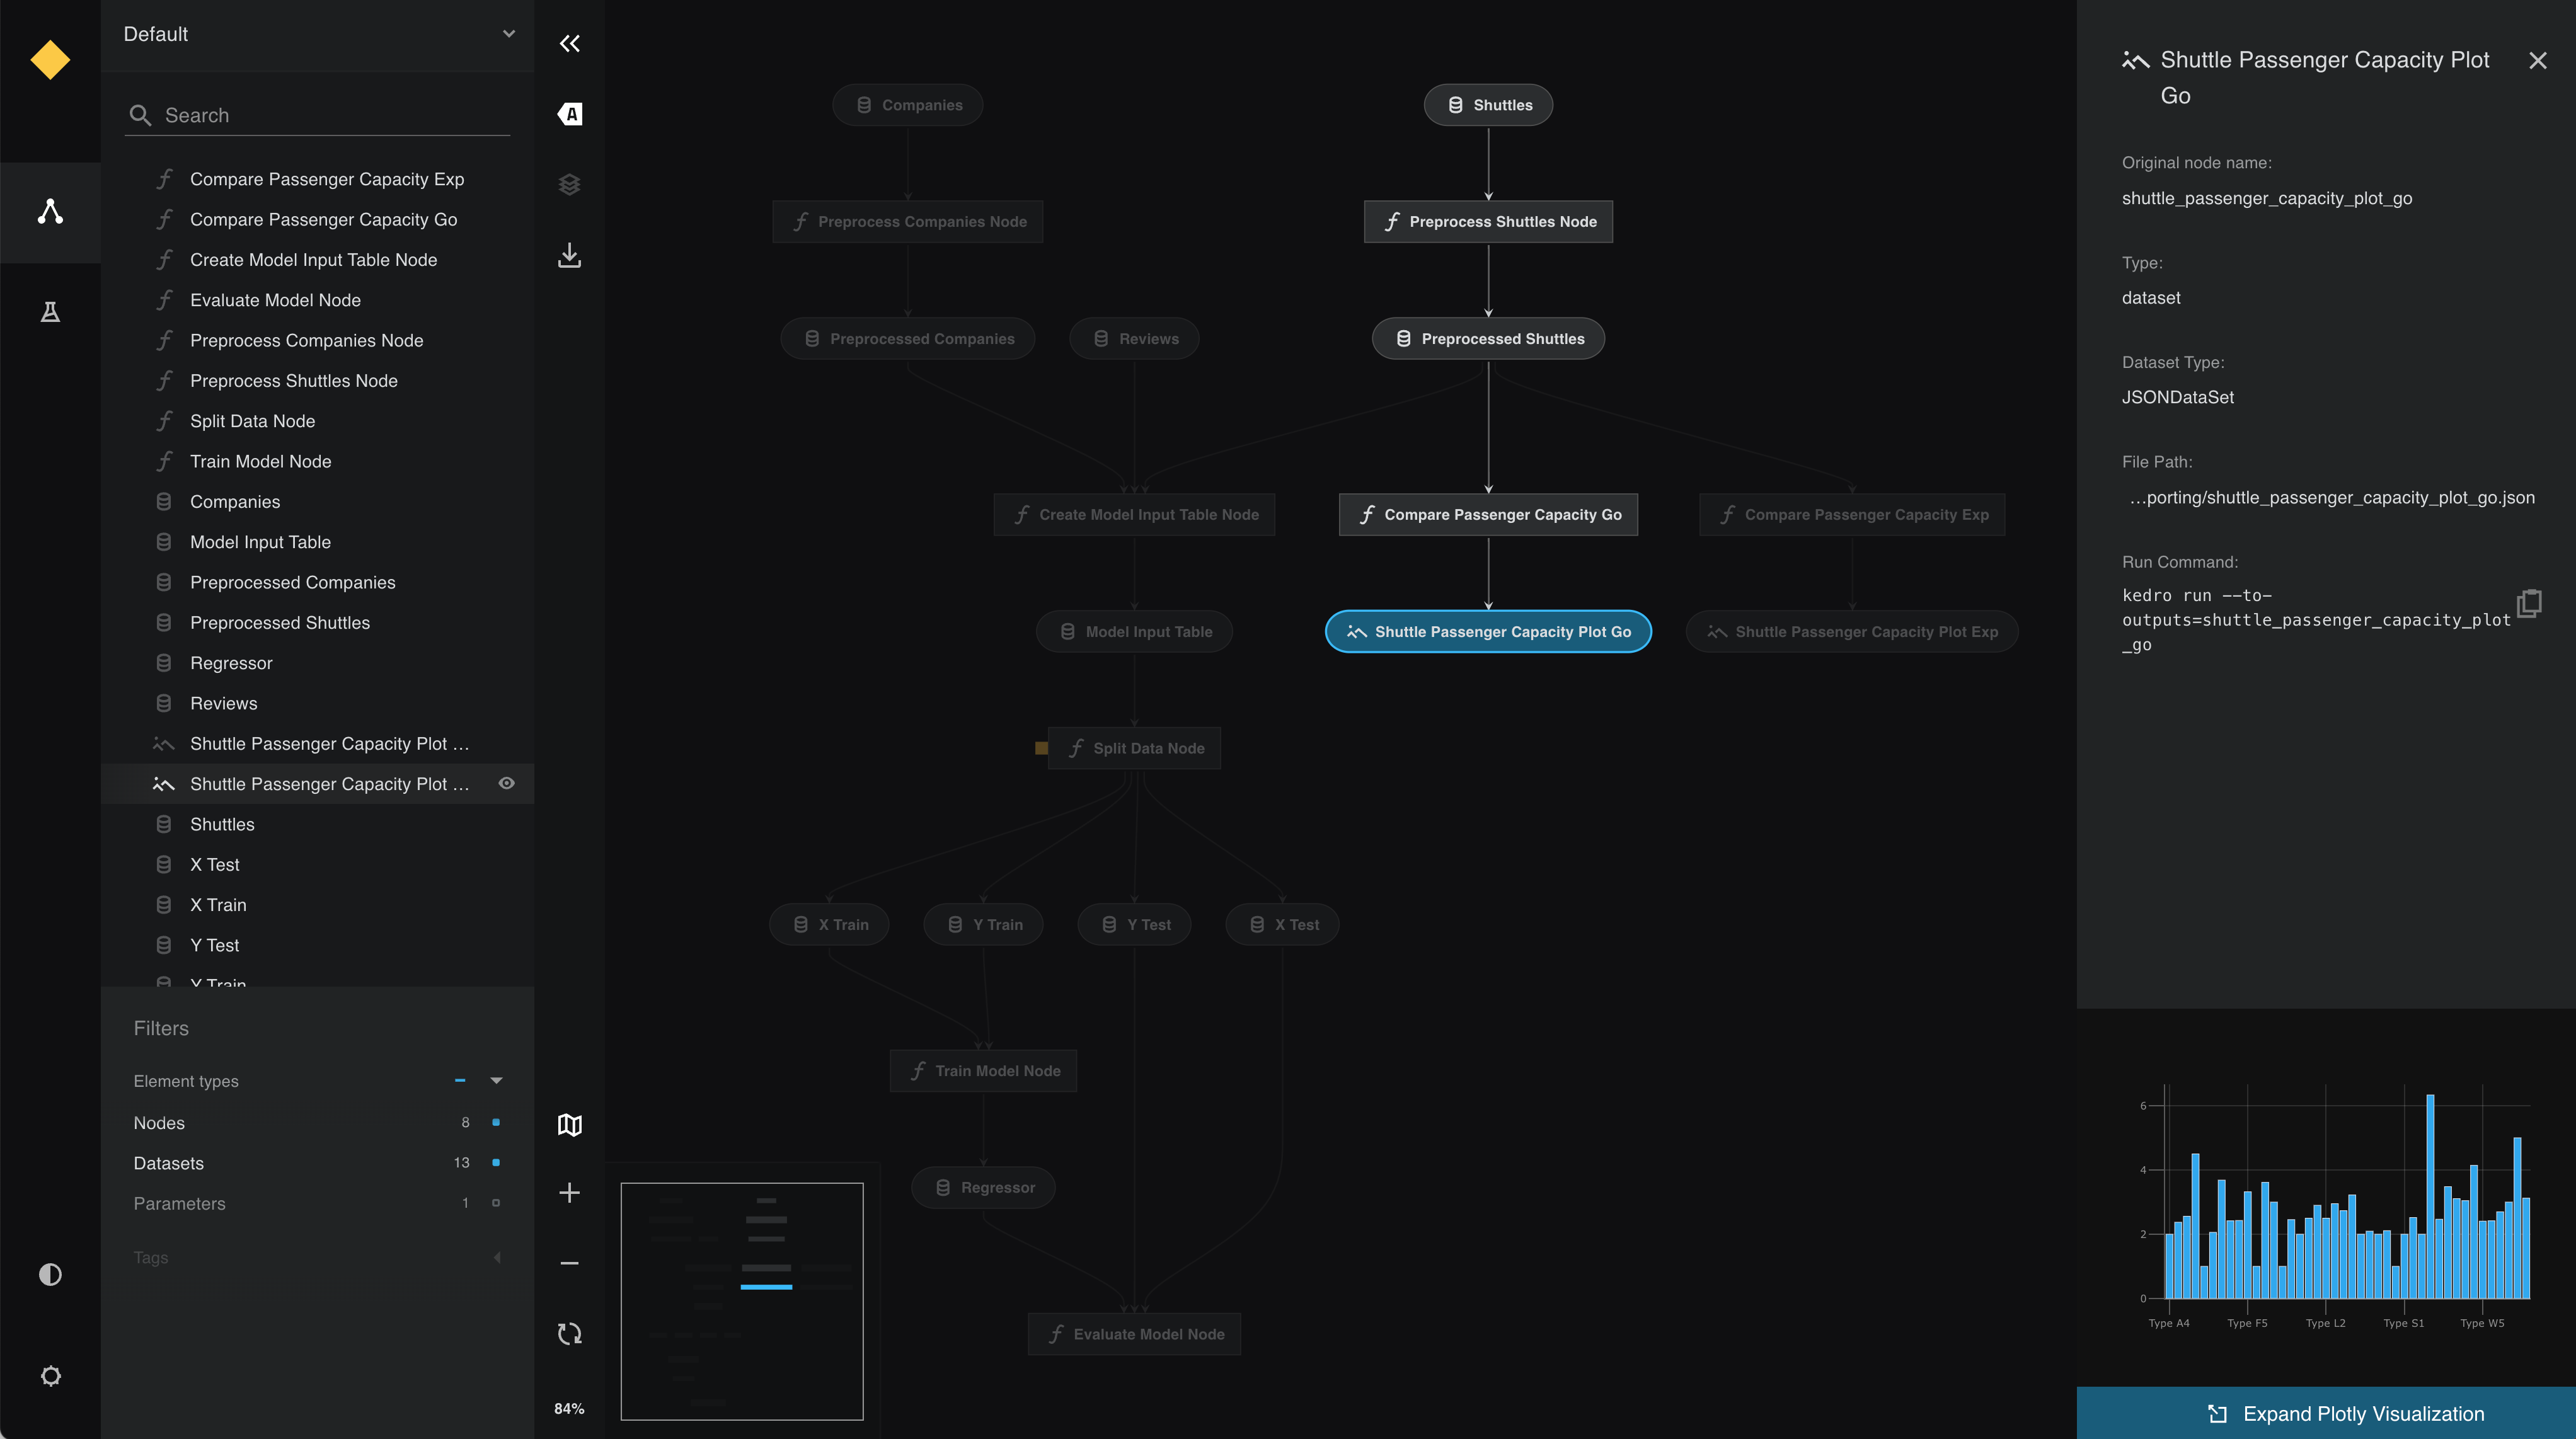 Default
Search
Compare Passenger Capacity Exp
Compare Passenger Capacity Go
Create Model Input Table Node
Evaluate Model Node
Preprocess Companies Node
Preprocess Shuttles Node
Split Data Node
Train Model Node
Companies
Model Input Table
Preprocessed Companies
Preprocessed Shuttles
Regressor
Reviews
Shuttle Passenger Capacity Plot …
Shuttle Passenger Capacity Plot …
Shuttles
X Test
X Train
Y Test
Y Train
Filters
Element types
Nodes 8
Datasets 13
Parameters 1
Tags
A
84%
Companies
Shuttles
Preprocess Companies Node
Preprocess Shuttles Node
Preprocessed Companies
Reviews
Preprocessed Shuttles
Create Model Input Table Node
Compare Passenger Capacity Go
Compare Passenger Capacity Exp
Model Input Table
Shuttle Passenger Capacity Plot Go
Shuttle Passenger Capacity Plot Exp
Split Data Node
X Train
Y Train
Y Test
X Test
Train Model Node
Regressor
Evaluate Model Node
Shuttle Passenger Capacity Plot
Go
Original node name:
shuttle_passenger_capacity_plot_go
Type:
dataset
Dataset Type:
JSONDataSet
File Path:
…porting/shuttle_passenger_capacity_plot_go.json
Run Command:
kedro run --to-
outputs=shuttle_passenger_capacity_plot
_go
6
4
2
0
Type A4 Type F5 Type L2 Type S1 Type W5
Expand Plotly Visualization